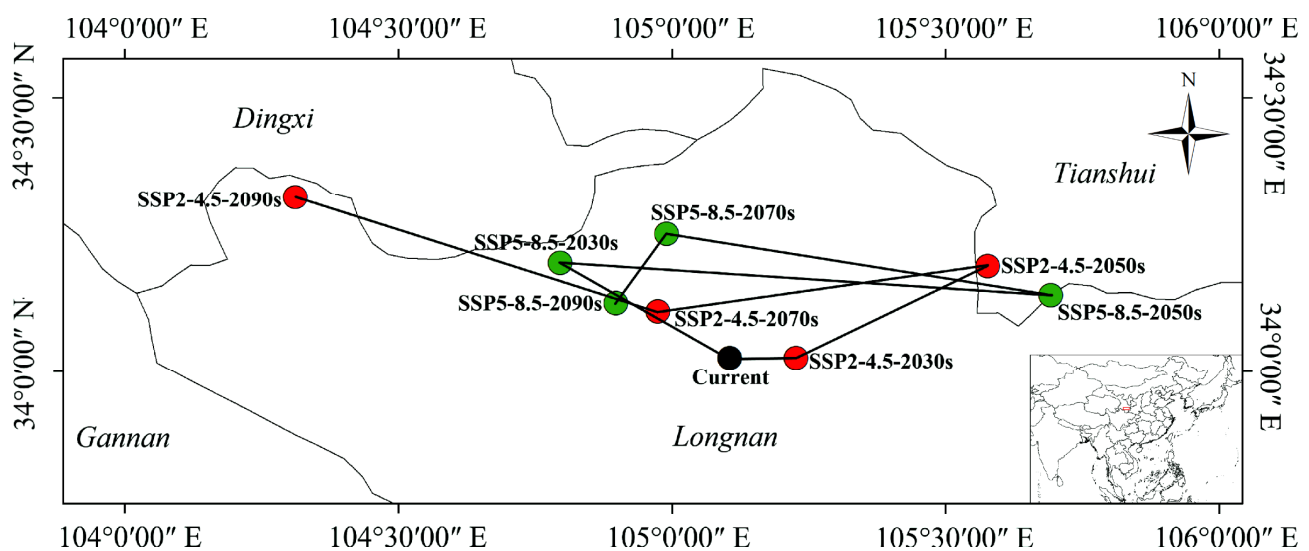 104°0′00″ E 104°30′00″ E 105°0′00″ E 105°30′00″ E 106°0′00″ E
34°30′00″ N
34°30′00″ E
N
Dingxi
Tianshui
SSP2-4.5-2090s
SSP5-8.5-2070s
SSP5-8.5-2030s
SSP2-4.5-2050s
SSP5-8.5-2090s
SSP5-8.5-2050s
SSP2-4.5-2070s
SSP2-4.5-2030s
Current
34°0′00″ N
34°0′00″ E
Gannan
Longnan
104°0′00″ E 104°30′00″ E 105°0′00″ E 105°30′00″ E 106°0′00″ E